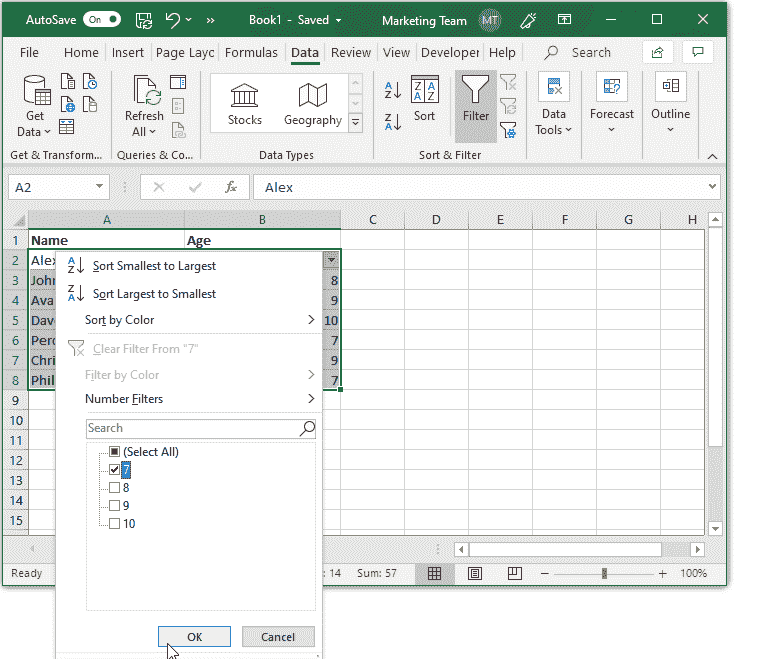 AutoSave On Book1 - Saved Marketing Team MT
File Home Insert Page Layc Formulas Data Review View Developer Help Search
Get Data
Refresh All
Stocks Geography
Sort Filter
Data Tools
Forecast
Outline
Get & Transform... Queries & Co... Data Types Sort & Filter
A2 fx Alex
A B C D E F G H
1 Name Age
2 Alex
3 John 8
4 Ava 9
5 Dave 10
6 Perc 7
7 Chri 9
8 Phil 7
9
10
11
12
13
14
15
Sort Smallest to Largest
Sort Largest to Smallest
Sort by Color
Clear Filter From "7"
Filter by Color
Number Filters
Search
(Select All)
7
8
9
10
OK Cancel
Ready : 14 Sum: 57 100%